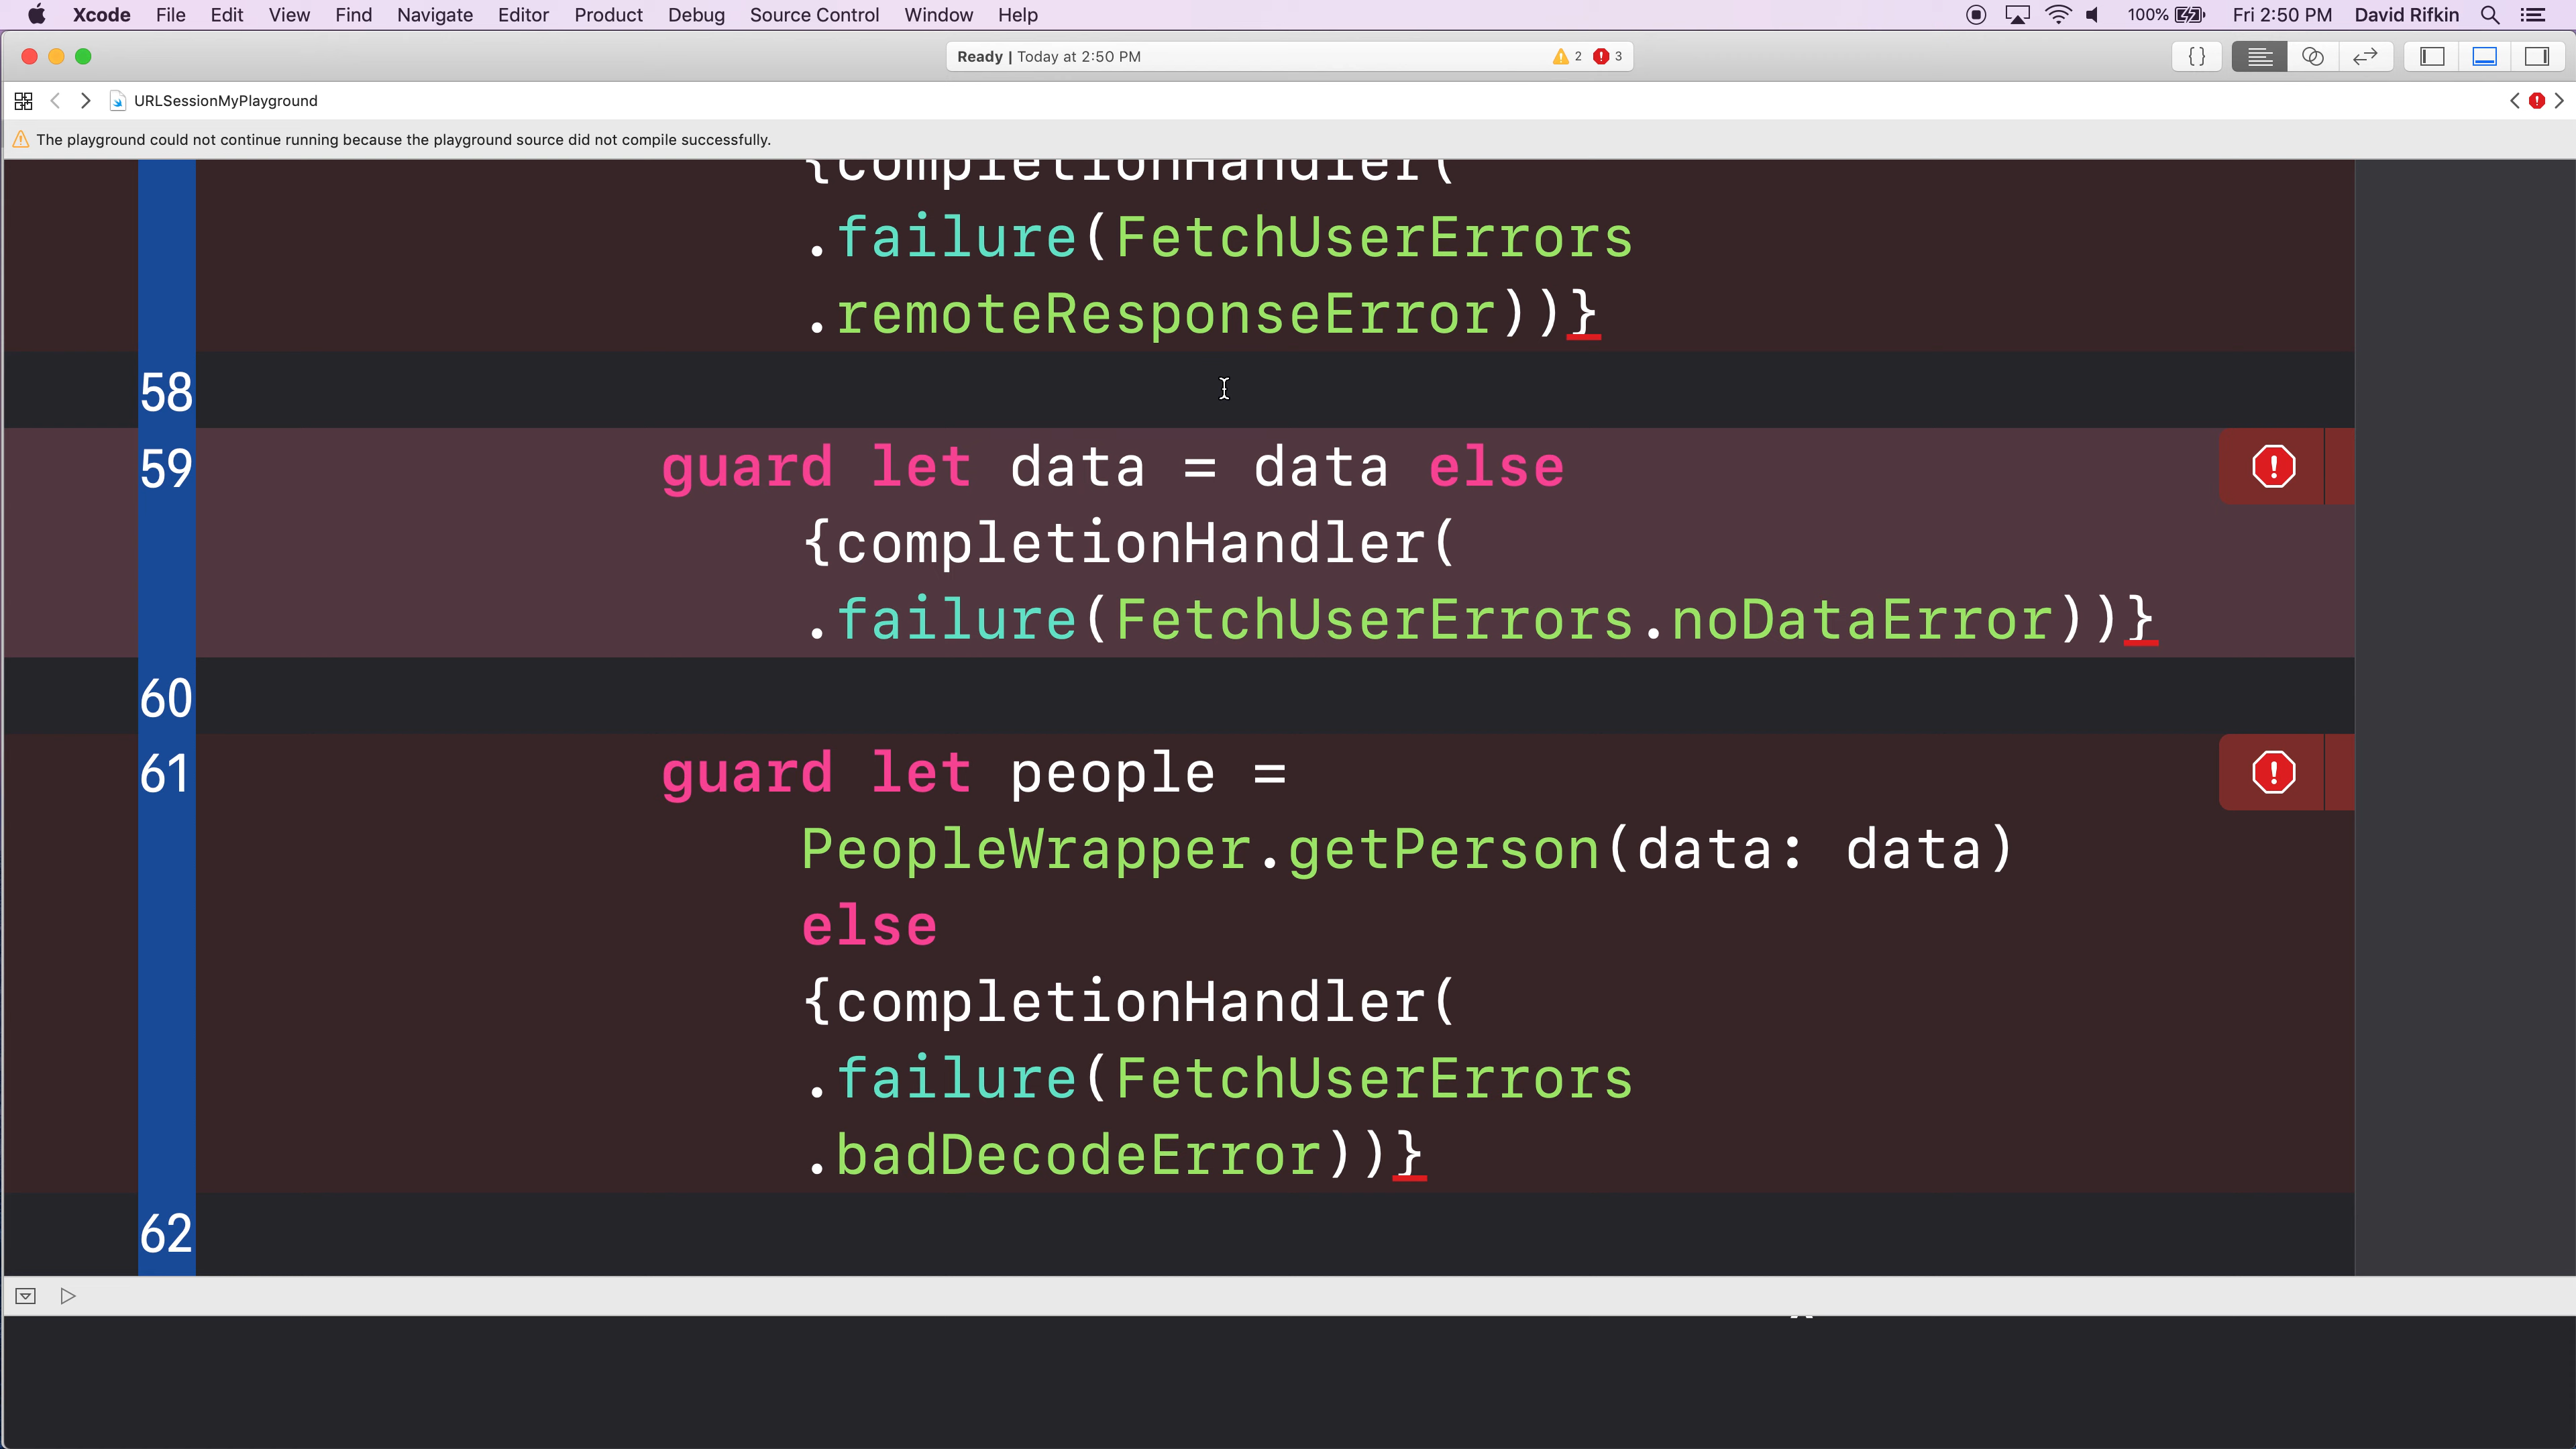 Xcode File Edit View Find Navigate Editor Product Debug Source Control Window Help 100% Fri 2:50 PM David Rifkin
Ready | Today at 2:50 PM 2 3
URLSessionMyPlayground
The playground could not continue running because the playground source did not compile successfully.
{completionHandler(
.failure(FetchUserErrors
.remoteResponseError))}
58
59 guard let data = data else
{completionHandler(
.failure(FetchUserErrors.noDataError))}
60
61 guard let people =
PeopleWrapper.getPerson(data: data)
else
{completionHandler(
.failure(FetchUserErrors
.badDecodeError))}
62